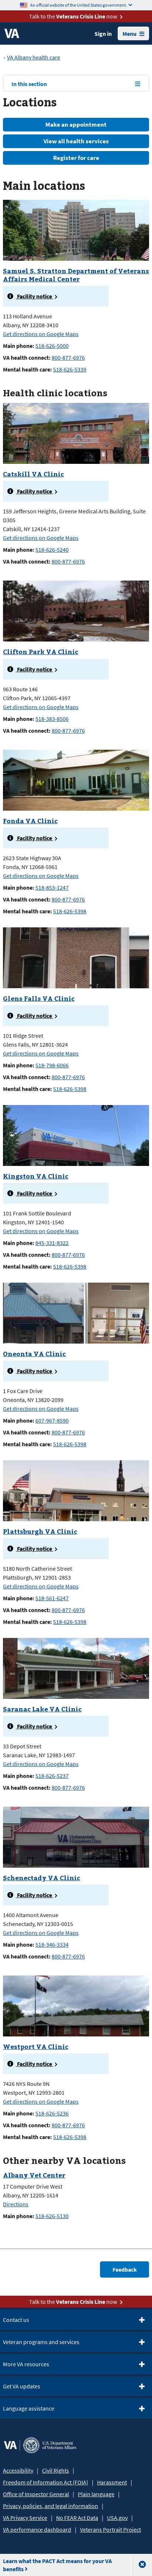 An official website of the United States government.
Talk to the Veterans Crisis Line now
VA
Sign in
Menu
VA Albany health care
In this section
Locations
Make an appointment
View all health services
Register for care
Main locations
Samuel S. Stratton Department of Veterans
Affairs Medical Center
Facility notice
113 Holland Avenue
Albany, NY 12208-3410
Get directions on Google Maps
Main phone: 518-626-5000
VA health connect: 800-877-6976
Mental health care: 518-626-5339
Health clinic locations
Catskill VA Clinic
Facility notice
159 Jefferson Heights, Greene Medical Arts Building, Suite
D305
Catskill, NY 12414-1237
Get directions on Google Maps
Main phone: 518-626-5240
VA health connect: 800-877-6976
Clifton Park VA Clinic
Facility notice
963 Route 146
Clifton Park, NY 12065-4397
Get directions on Google Maps
Main phone: 518-383-8506
VA health connect: 800-877-6976
Fonda VA Clinic
Facility notice
2623 State Highway 30A
Fonda, NY 12068-5961
Get directions on Google Maps
Main phone: 518-853-1247
VA health connect: 800-877-6976
Mental health care: 518-626-5398
Glens Falls VA Clinic
Facility notice
101 Ridge Street
Glens Falls, NY 12801-3624
Get directions on Google Maps
Main phone: 518-798-6066
VA health connect: 800-877-6976
Mental health care: 518-626-5398
Kingston VA Clinic
Facility notice
101 Frank Sottile Boulevard
Kingston, NY 12401-1540
Get directions on Google Maps
Main phone: 845-331-8322
VA health connect: 800-877-6976
Mental health care: 518-626-5398
Oneonta VA Clinic
Facility notice
1 Fox Care Drive
Oneonta, NY 13820-2099
Get directions on Google Maps
Main phone: 607-967-8590
VA health connect: 800-877-6976
Mental health care: 518-626-5398
Plattsburgh VA Clinic
Facility notice
5180 North Catherine Street
Plattsburgh, NY 12901-2853
Get directions on Google Maps
Main phone: 518-561-6247
VA health connect: 800-877-6976
Mental health care: 518-626-5398
Saranac Lake VA Clinic
Facility notice
33 Depot Street
Saranac Lake, NY 12983-1497
Get directions on Google Maps
Main phone: 518-626-5237
VA health connect: 800-877-6976
Schenectady VA Clinic
Facility notice
1400 Altamont Avenue
Schenectady, NY 12303-0015
Get directions on Google Maps
Main phone: 518-346-3334
VA health connect: 800-877-6976
Westport VA Clinic
Facility notice
7426 NYS Route 9N
Westport, NY 12993-2801
Get directions on Google Maps
Main phone: 518-626-5236
VA health connect: 800-877-6976
Mental health care: 518-626-5398
Other nearby VA locations
Albany Vet Center
17 Computer Drive West
Albany, NY 12205-1614
Directions
Main phone: 518-626-5130
Feedback
Talk to the Veterans Crisis Line now
Contact us
Veteran programs and services
More VA resources
Get VA updates
Language assistance
VA
U.S. Department
of Veterans Affairs
Accessibility | Civil Rights |
Freedom of Information Act (FOIA) | Harassment |
Office of Inspector General | Plain language |
Privacy, policies, and legal information |
VA Privacy Service | No FEAR Act Data | USA.gov |
VA performance dashboard | Veterans Portrait Project
Learn what the PACT Act means for your VA
benefits